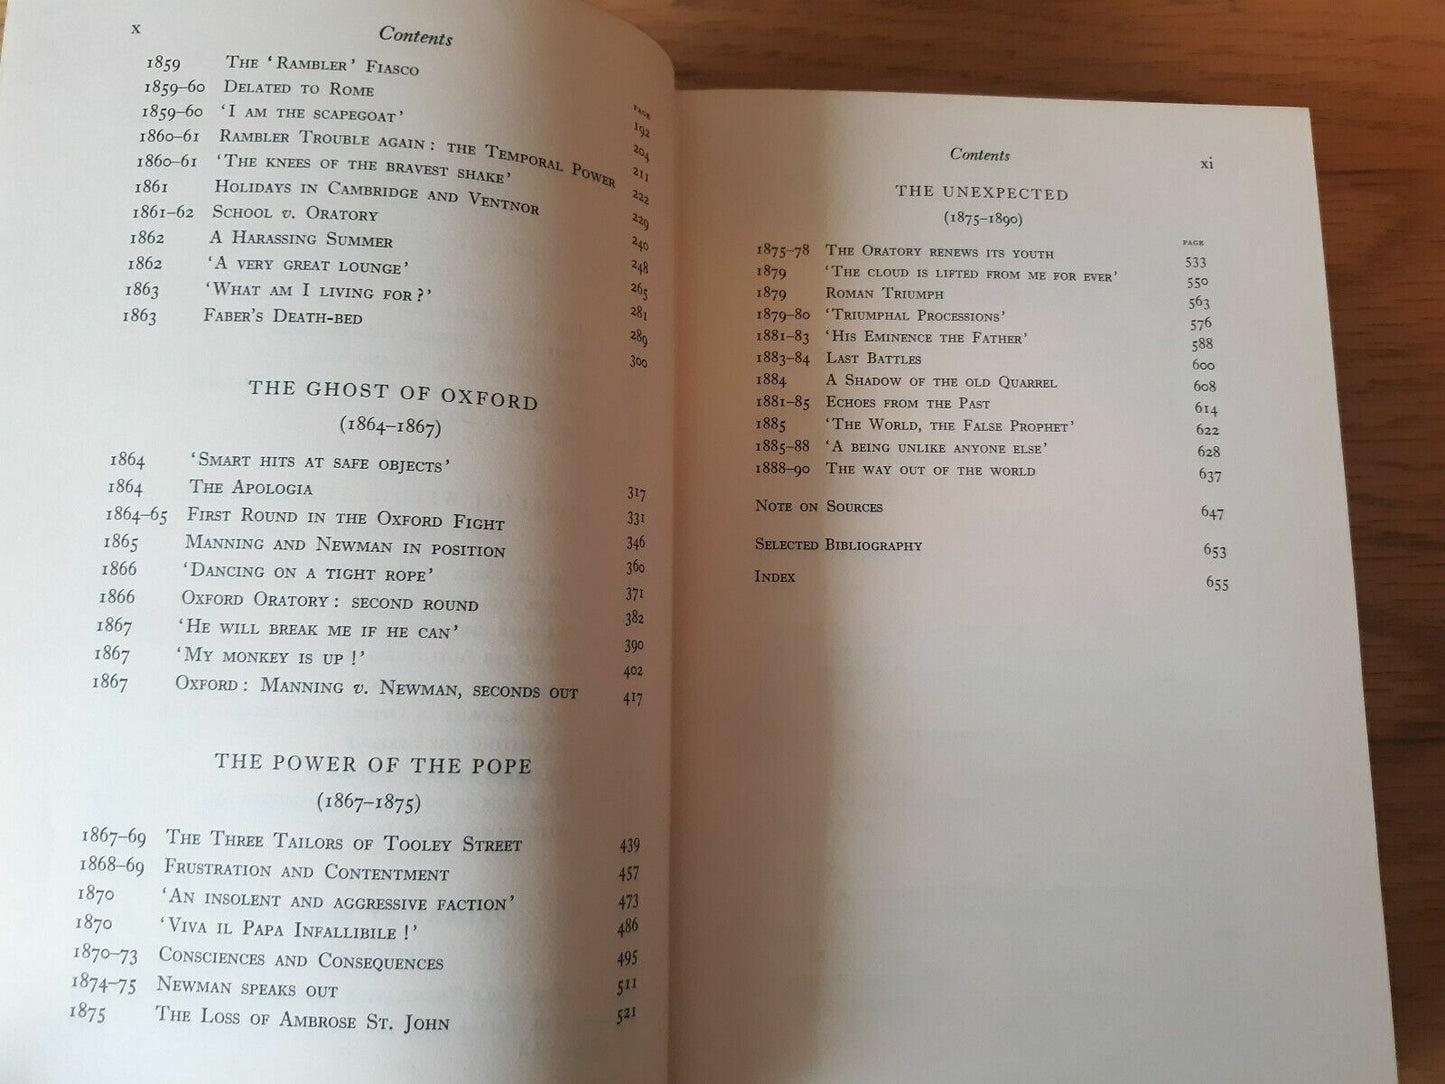 x
Contents
PAGE
1859 THE ‘RAMBLER’ FIASCO 192
1859–60 DELATED TO ROME 204
1859–60 ‘I AM THE SCAPEGOAT’ 211
1860–61 RAMBLER TROUBLE AGAIN: THE TEMPORAL POWER 222
1860–61 ‘THE KNEES OF THE BRAVEST SHAKE’ 229
1861 HOLIDAYS IN CAMBRIDGE AND VENTNOR 240
1861–62 SCHOOL v. ORATORY 248
1862 A HARASSING SUMMER 265
1862 ‘A VERY GREAT LOUNGE’ 281
1863 ‘WHAT AM I LIVING FOR?’ 289
1863 FABER’S DEATH-BED 300
THE GHOST OF OXFORD
(1864–1867)
1864 ‘SMART HITS AT SAFE OBJECTS’ 317
1864 THE APOLOGIA 331
1864–65 FIRST ROUND IN THE OXFORD FIGHT 346
1865 MANNING AND NEWMAN IN POSITION 360
1866 ‘DANCING ON A TIGHT ROPE’ 371
1866 OXFORD ORATORY: SECOND ROUND 382
1867 ‘HE WILL BREAK ME IF HE CAN’ 390
1867 ‘MY MONKEY IS UP!’ 402
1867 OXFORD: MANNING v. NEWMAN, SECONDS OUT 417
THE POWER OF THE POPE
(1867–1875)
1867–69 THE THREE TAILORS OF TOOLEY STREET 439
1868–69 FRUSTRATION AND CONTENTMENT 457
1870 ‘AN INSOLENT AND AGGRESSIVE FACTION’ 473
1870 ‘VIVA IL PAPA INFALLIBILE!’ 486
1870–73 CONSCIENCES AND CONSEQUENCES 495
1874–75 NEWMAN SPEAKS OUT 511
1875 THE LOSS OF AMBROSE ST. JOHN 521
Contents
xi
THE UNEXPECTED
(1875–1890)
PAGE
1875–78 THE ORATORY RENEWS ITS YOUTH 533
1879 ‘THE CLOUD IS LIFTED FROM ME FOR EVER’ 550
1879 ROMAN TRIUMPH 563
1879–80 ‘TRIUMPHAL PROCESSIONS’ 576
1881–83 ‘HIS EMINENCE THE FATHER’ 588
1883–84 LAST BATTLES 600
1884 A SHADOW OF THE OLD QUARREL 608
1881–85 ECHOES FROM THE PAST 614
1885 ‘THE WORLD, THE FALSE PROPHET’ 622
1885–88 ‘A BEING UNLIKE ANYONE ELSE’ 628
1888–90 THE WAY OUT OF THE WORLD 637
NOTE ON SOURCES 647
SELECTED BIBLIOGRAPHY 653
INDEX 655